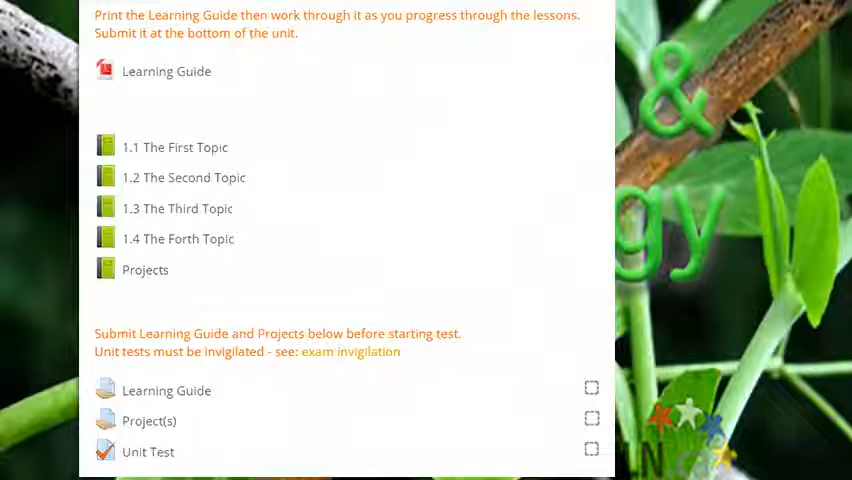 Print the Learning Guide then work through it as you progress through the lessons.
Submit it at the bottom of the unit.
Learning Guide
&
1.1 The First Topic
1.2 The Second Topic
1.3 The Third Topic
gy
1.4 The Forth Topic
Projects
Submit Learning Guide and Projects below before starting test.
Unit tests must be invigilated - see: exam invigilation
Learning Guide
Project(s)
Unit Test